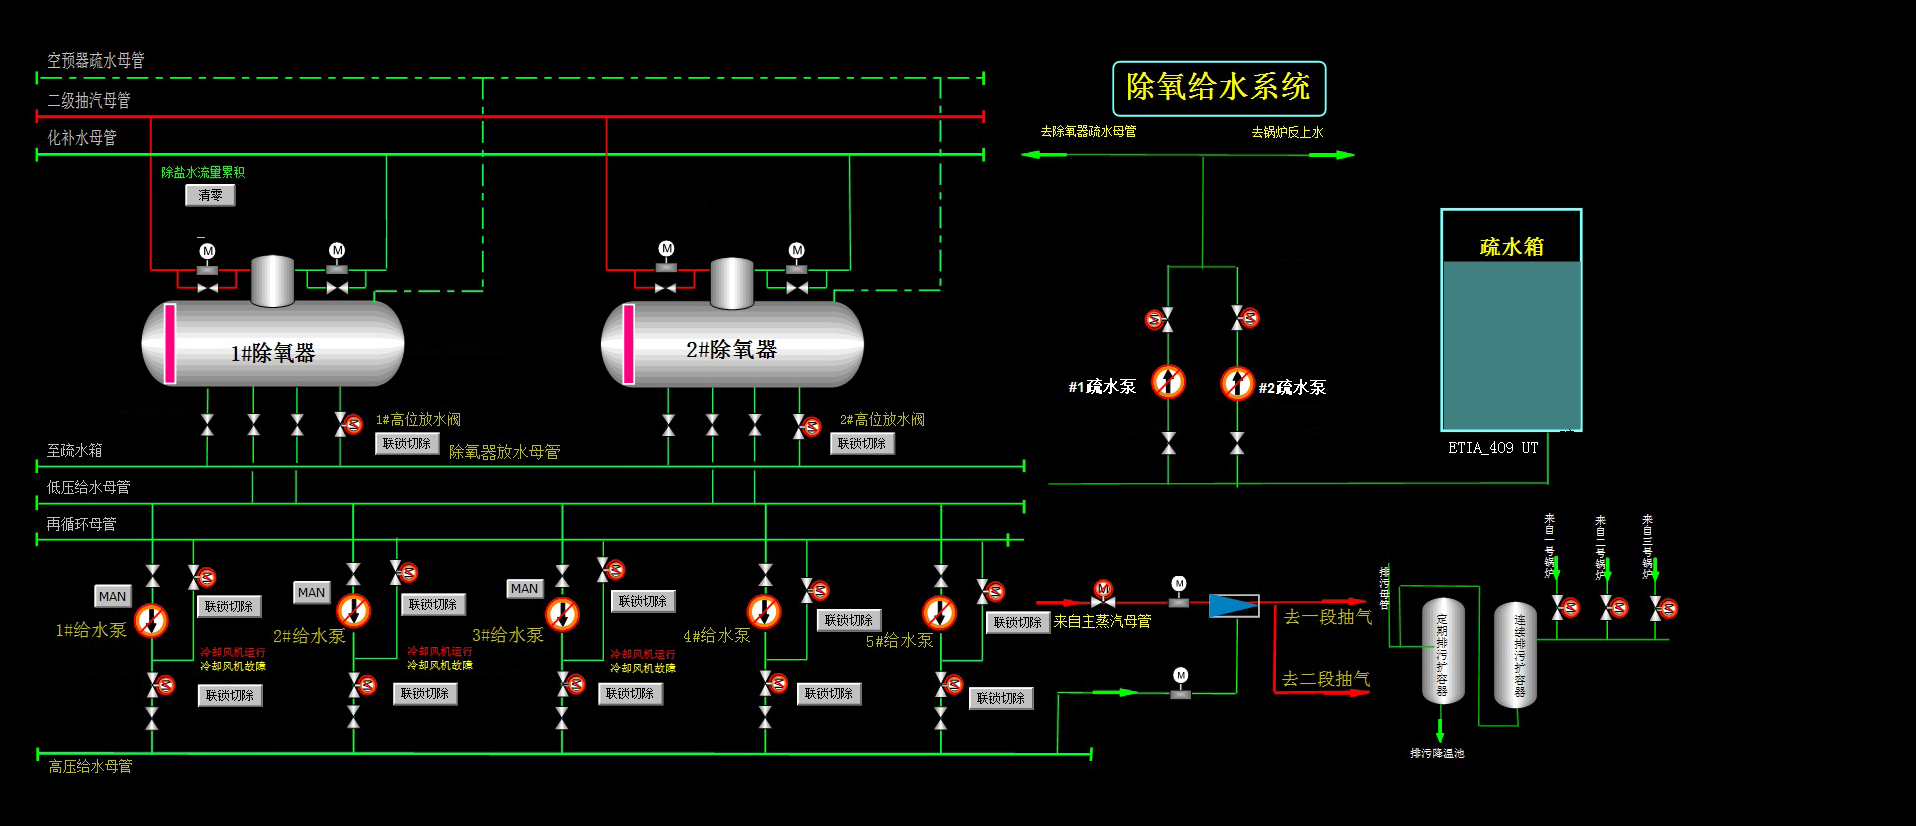 空预器疏水母管
二级抽汽母管
化补水母管
除氧给水系统
去除氧器疏水母管
去锅炉反上水
除盐水流量累积
清零
M
M
M
M
疏水箱
1#除氧器
2#除氧器
#1疏水泵
#2疏水泵
1#高位放水阀
联锁切除
2#高位放水阀
联锁切除
除氧器放水母管
ETIA_409 UT
至疏水箱
低压给水母管
再循环母管
来自一号锅炉
来自二号锅炉
来自三号锅炉
MAN
MAN
MAN
联锁切除
联锁切除
联锁切除
联锁切除
联锁切除
1#给水泵
2#给水泵
3#给水泵
4#给水泵
5#给水泵
冷却风机运行
冷却风机故障
冷却风机运行
冷却风机故障
冷却风机运行
冷却风机故障
联锁切除
联锁切除
联锁切除
联锁切除
联锁切除
M
M
来自主蒸汽母管
去一段抽气
去二段抽气
M
排污母管
定期排污扩容器
连续排污扩容器
排污降温池
高压给水母管